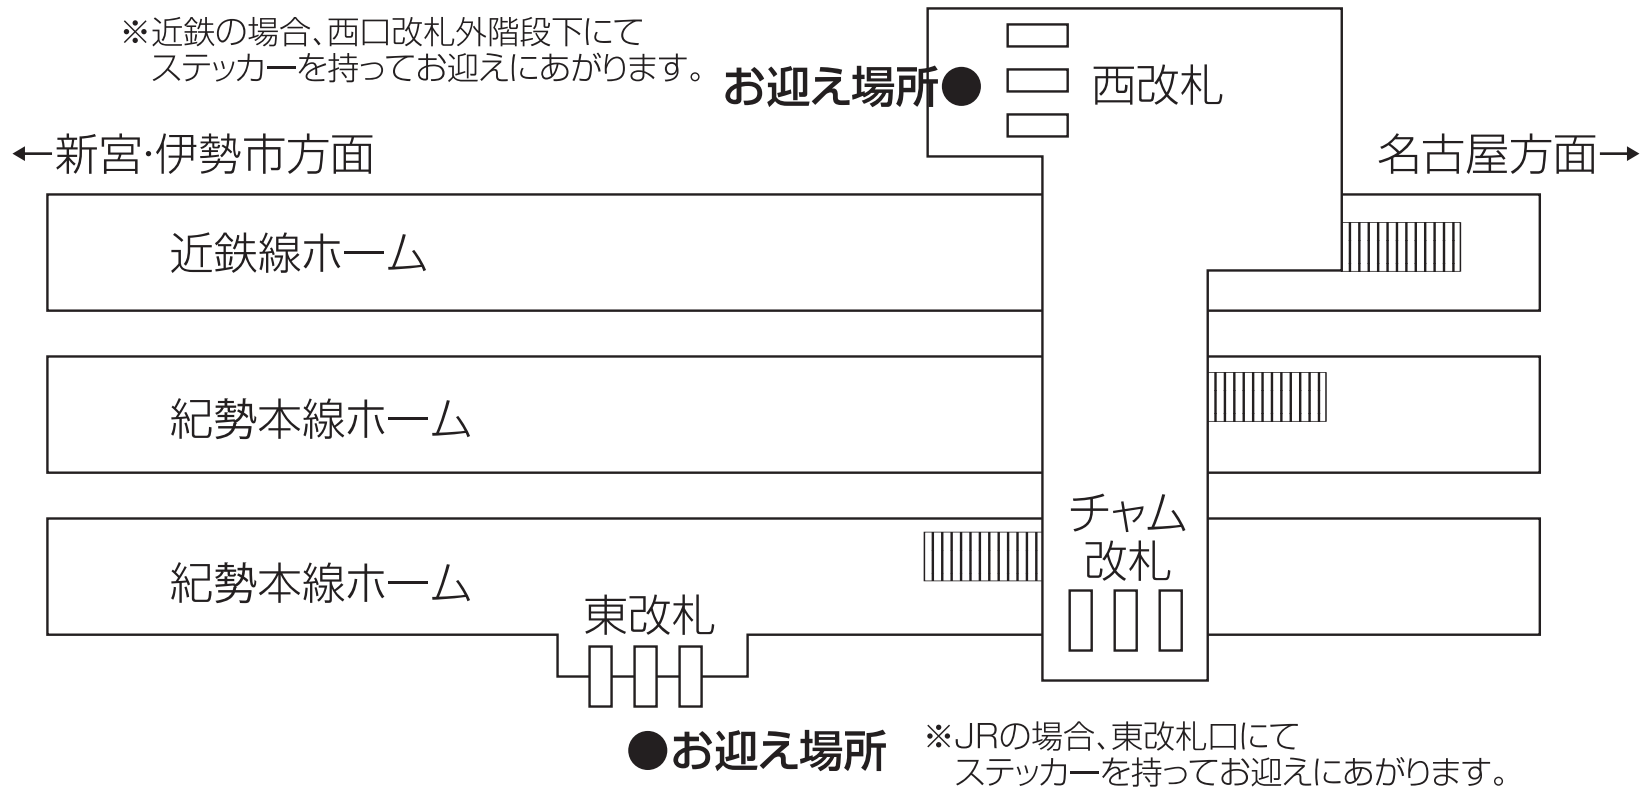 ※近鉄の場合、西口改札外階段下にて
ステッカーを持ってお迎えにあがります。
お迎え場所●
西改札
←新宮・伊勢市方面
名古屋方面→
近鉄線ホーム
紀勢本線ホーム
チャム
改札
紀勢本線ホーム
東改札
●お迎え場所
※JRの場合、東改札口にて
ステッカーを持ってお迎えにあがります。